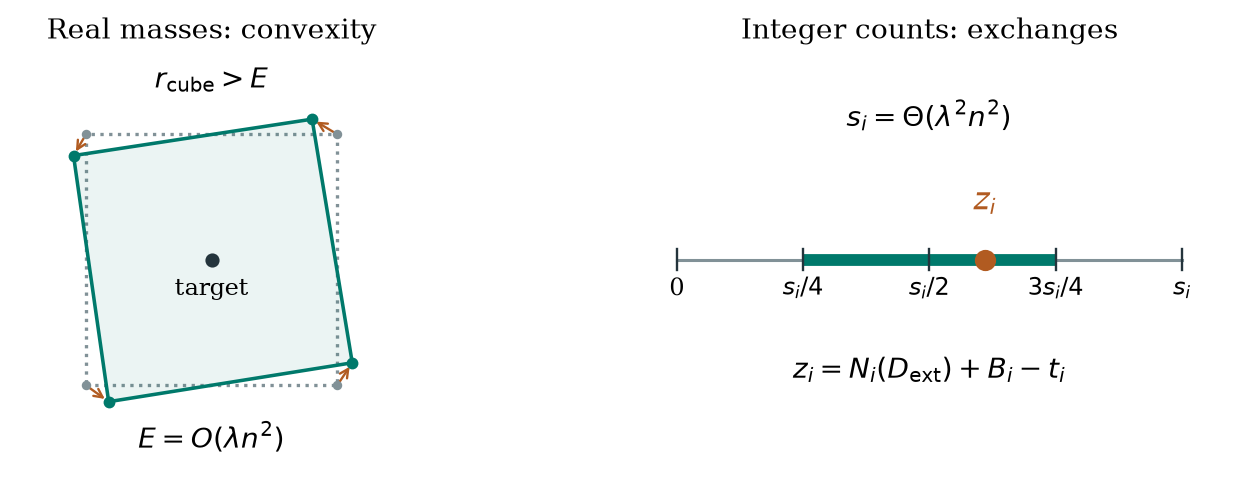 Real masses: convexity
r_cube > E
target
E = O(λn²)
Integer counts: exchanges
s_i = Θ(λ²n²)
z_i
0 s_i/4 s_i/2 3s_i/4 s_i
z_i = N_i(D_ext) + B_i − t_i